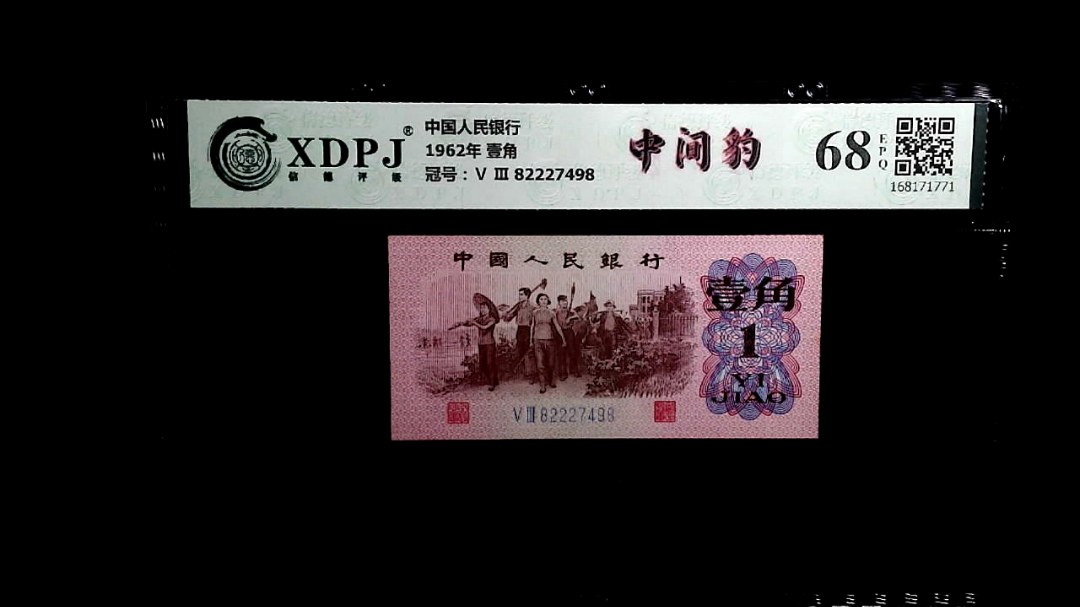 XDPJ®
信德评级
中国人民银行
1962年 壹角
冠号：V Ⅲ 82227498
中间豹
68
EPQ
168171771
中國人民銀行
壹角
1
YI
JIAO
V Ⅲ 82227498